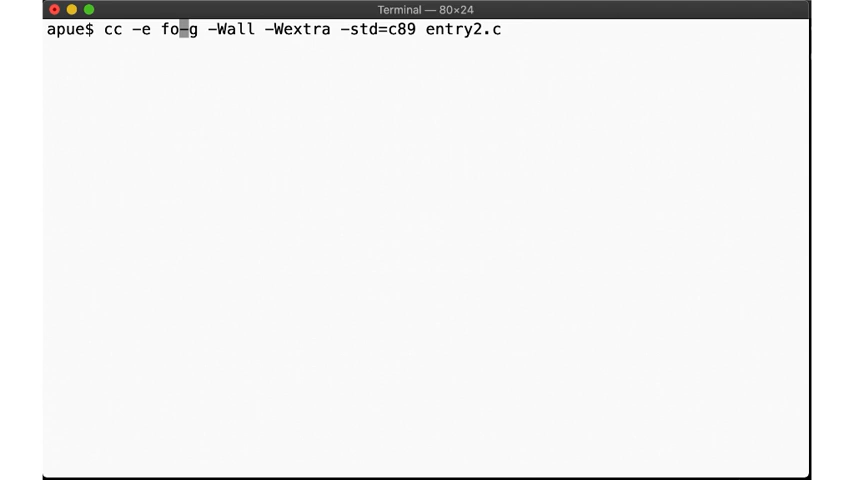 Terminal — 80×24
apue$ cc -e fo-g -Wall -Wextra -std=c89 entry2.c